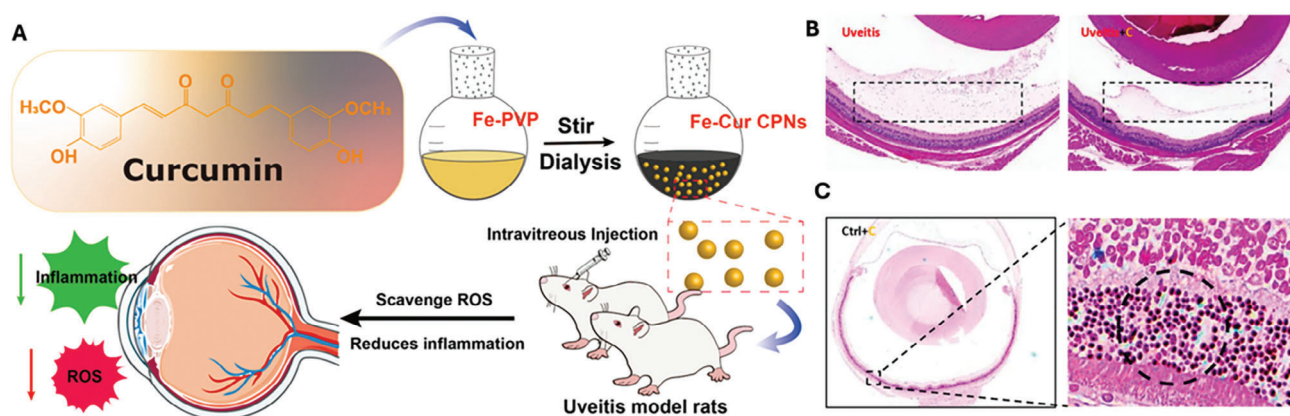 A
H₃CO
O
O
OCH₃
OH
OH
Curcumin
Fe-PVP
Stir
Dialysis
Fe-Cur CPNs
Inflammation
ROS
Scavenge ROS
Reduces inflammation
Intravitreous Injection
Uveitis model rats
B
Uveitis
Uveitis+C
C
Ctrl+C